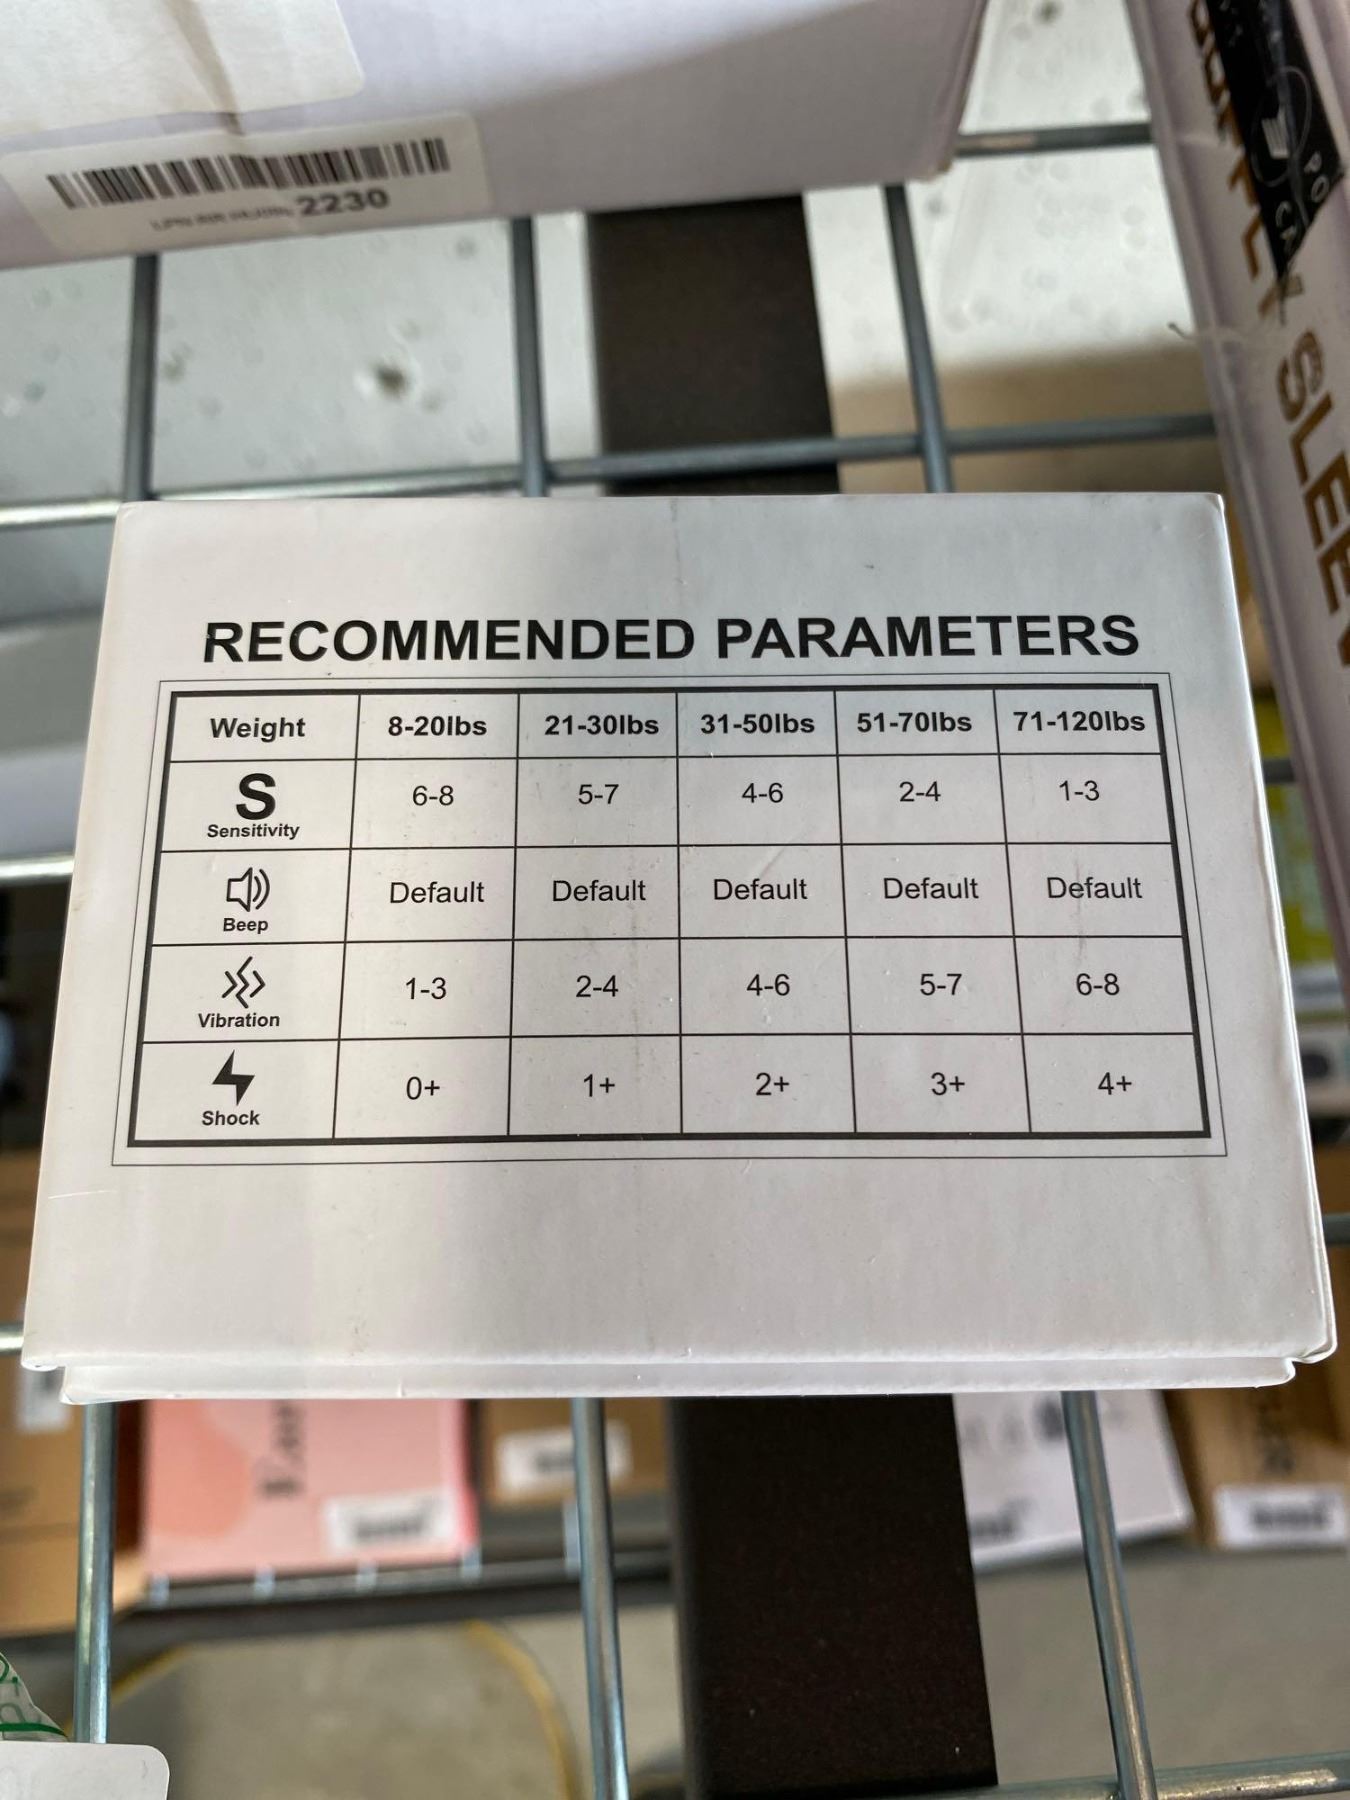 2230
SLEEV
RECOMMENDED PARAMETERS
Weight 8-20lbs 21-30lbs 31-50lbs 51-70lbs 71-120lbs
S
Sensitivity 6-8 5-7 4-6 2-4 1-3
Beep Default Default Default Default Default
Vibration 1-3 2-4 4-6 5-7 6-8
Shock 0+ 1+ 2+ 3+ 4+